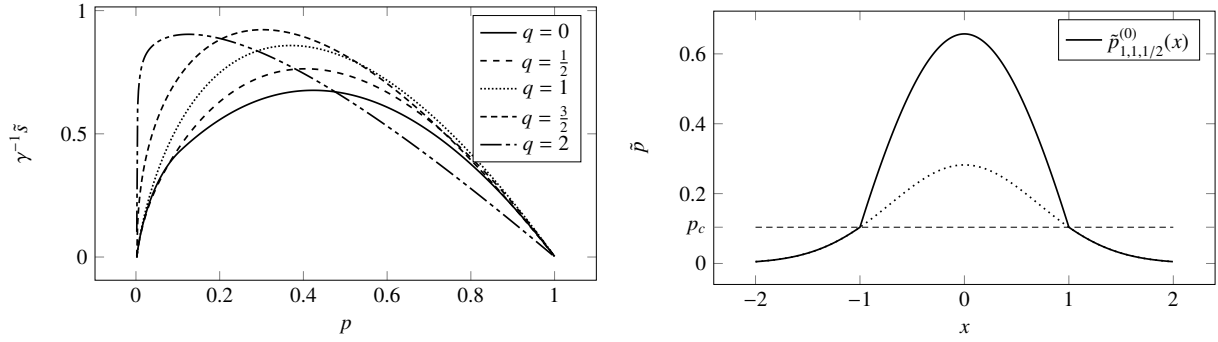 1
0.5
0
γ⁻¹s̃
0
0.2
0.4
0.6
0.8
1
p
q = 0
q = 1/2
q = 1
q = 3/2
q = 2
0.6
0.4
0.2
p_c
0
p̃
−2
−1
0
1
2
x
p̃^{(0)}_{1,1,1/2}(x)